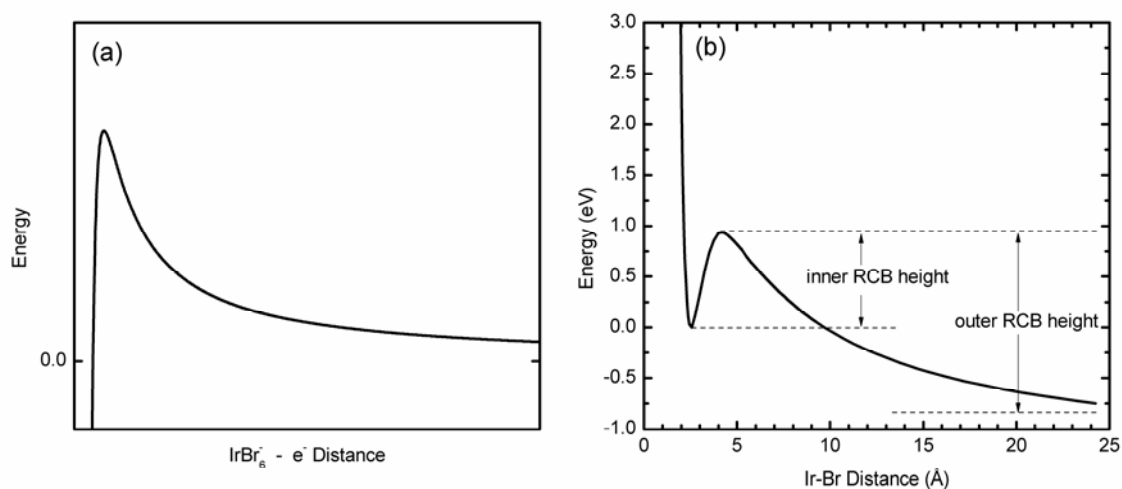 (a)
Energy
0.0
IrBr₆⁻ - e⁻ Distance
(b)
3.0
2.5
2.0
1.5
1.0
0.5
0.0
-0.5
-1.0
Energy (eV)
inner RCB height
outer RCB height
0 5 10 15 20 25
Ir-Br Distance (Å)